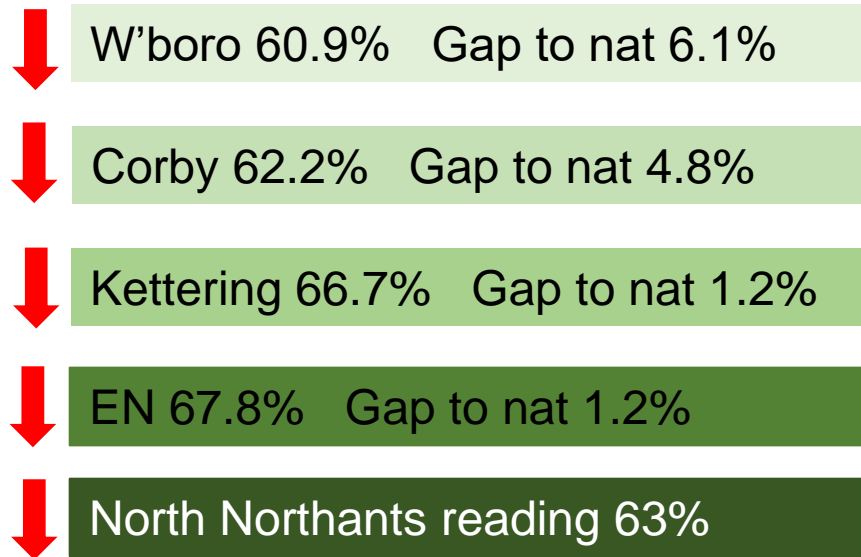 W’boro 60.9% Gap to nat 6.1%
Corby 62.2% Gap to nat 4.8%
Kettering 66.7% Gap to nat 1.2%
EN 67.8% Gap to nat 1.2%
North Northants reading 63%